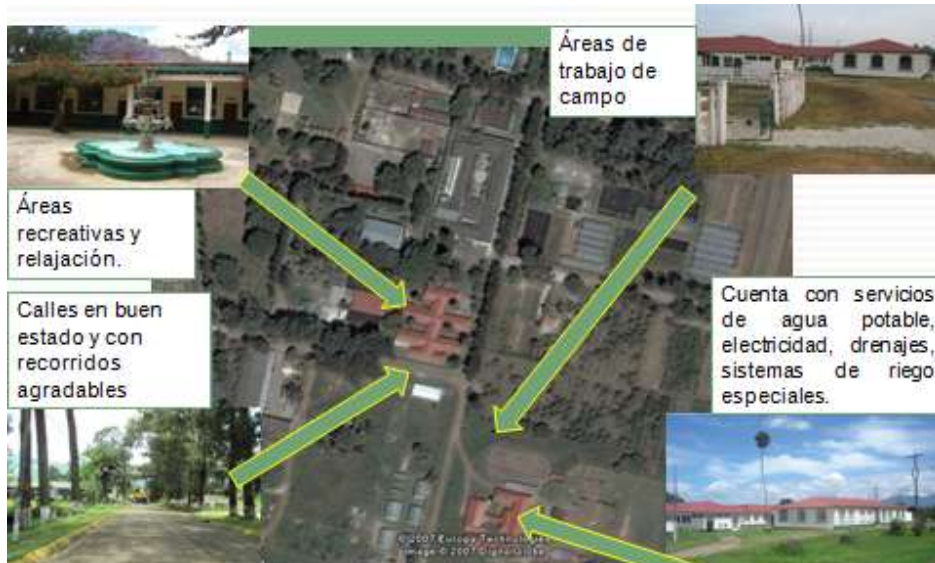 Áreas de
trabajo de
campo
Áreas
recreativas y
relajación.
Calles en buen
estado y con
recorridos
agradables
Cuenta con servicios
de agua potable,
electricidad, drenajes,
sistemas de riego
especiales.
© 2007 Europa Technologies
Image © 2007 DigitalGlobe